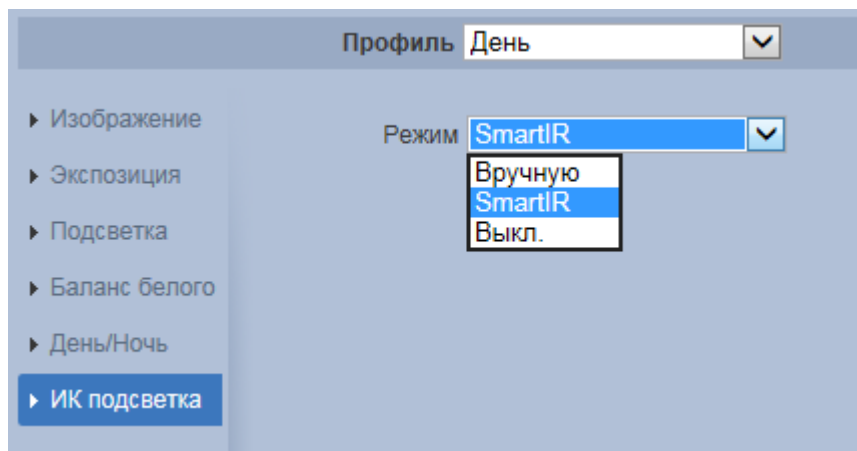 Профиль День
Изображение
Режим SmartIR
Вручную
Экспозиция
SmartIR
Подсветка
Выкл.
Баланс белого
День/Ночь
ИК подсветка